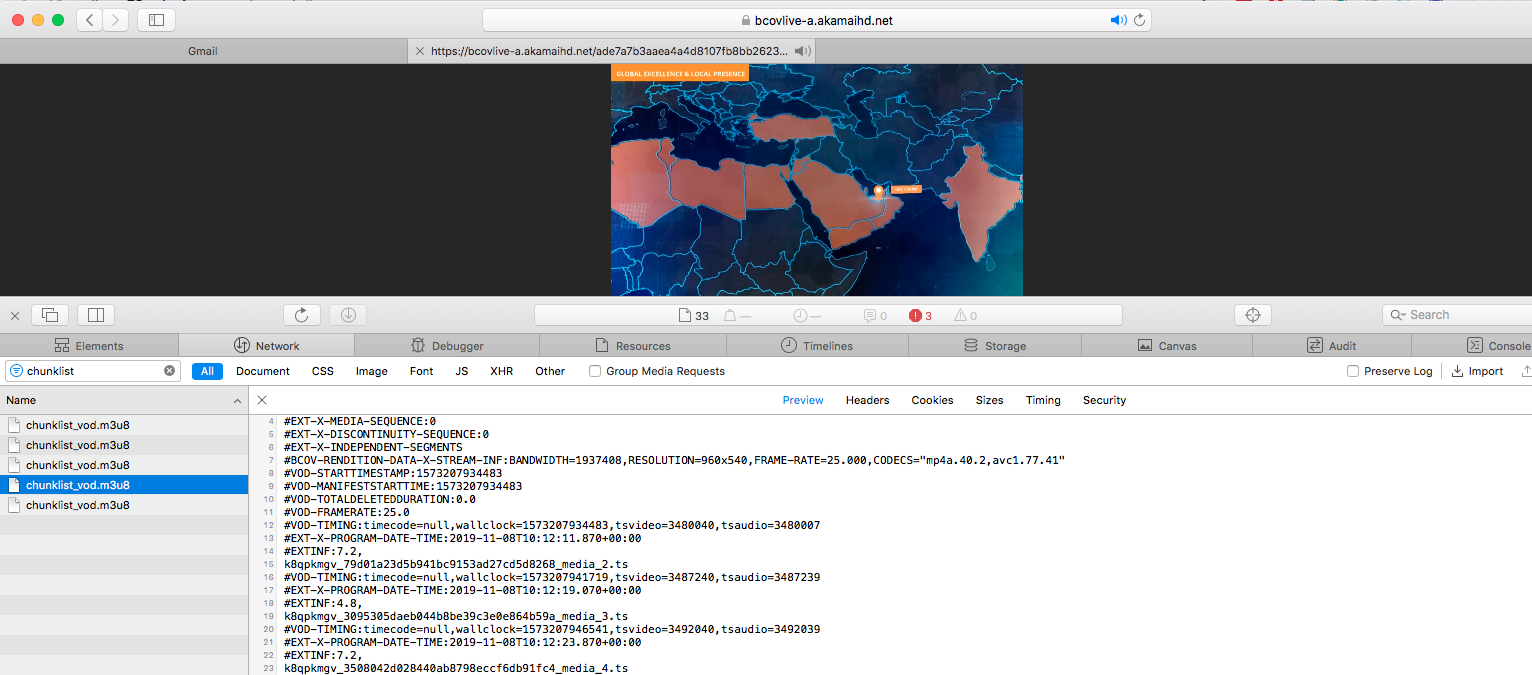 bcovlive-a.akamaihd.net
Gmail
https://bcovlive-a.akamaihd.net/ade7a7b3aaea4a4d8107fb8bb2623...
GLOBAL EXCELLENCE & LOCAL PRESENCE
33
—
—
0
3
0
Search
Elements
Network
Debugger
Resources
Timelines
Storage
Canvas
Audit
Console
chunklist
All
Document
CSS
Image
Font
JS
XHR
Other
Group Media Requests
Preserve Log
Import
Name
Preview
Headers
Cookies
Sizes
Timing
Security
chunklist_vod.m3u8
chunklist_vod.m3u8
chunklist_vod.m3u8
chunklist_vod.m3u8
chunklist_vod.m3u8
4 #EXT-X-MEDIA-SEQUENCE:0
5 #EXT-X-DISCONTINUITY-SEQUENCE:0
6 #EXT-X-INDEPENDENT-SEGMENTS
7 #BCOV-RENDITION-DATA-X-STREAM-INF:BANDWIDTH=1937408,RESOLUTION=960x540,FRAME-RATE=25.000,CODECS="mp4a.40.2,avc1.77.41"
8 #VOD-STARTTIMESTAMP:1573207934483
9 #VOD-MANIFESTSTARTTIME:1573207934483
10 #VOD-TOTALDELETEDDURATION:0.0
11 #VOD-FRAMERATE:25.0
12 #VOD-TIMING:timecode=null,wallclock=1573207934483,tsvideo=3480040,tsaudio=3480007
13 #EXT-X-PROGRAM-DATE-TIME:2019-11-08T10:12:11.870+00:00
14 #EXTINF:7.2,
15 k8qpkmgv_79d01a23d5b941bc9153ad27cd5d8268_media_2.ts
16 #VOD-TIMING:timecode=null,wallclock=1573207941719,tsvideo=3487240,tsaudio=3487239
17 #EXT-X-PROGRAM-DATE-TIME:2019-11-08T10:12:19.070+00:00
18 #EXTINF:4.8,
19 k8qpkmgv_3095305daeb044b8be39c3e0e864b59a_media_3.ts
20 #VOD-TIMING:timecode=null,wallclock=1573207946541,tsvideo=3492040,tsaudio=3492039
21 #EXT-X-PROGRAM-DATE-TIME:2019-11-08T10:12:23.870+00:00
22 #EXTINF:7.2,
23 k8qpkmgv_3508042d028440ab8798eccf6db91fc4_media_4.ts